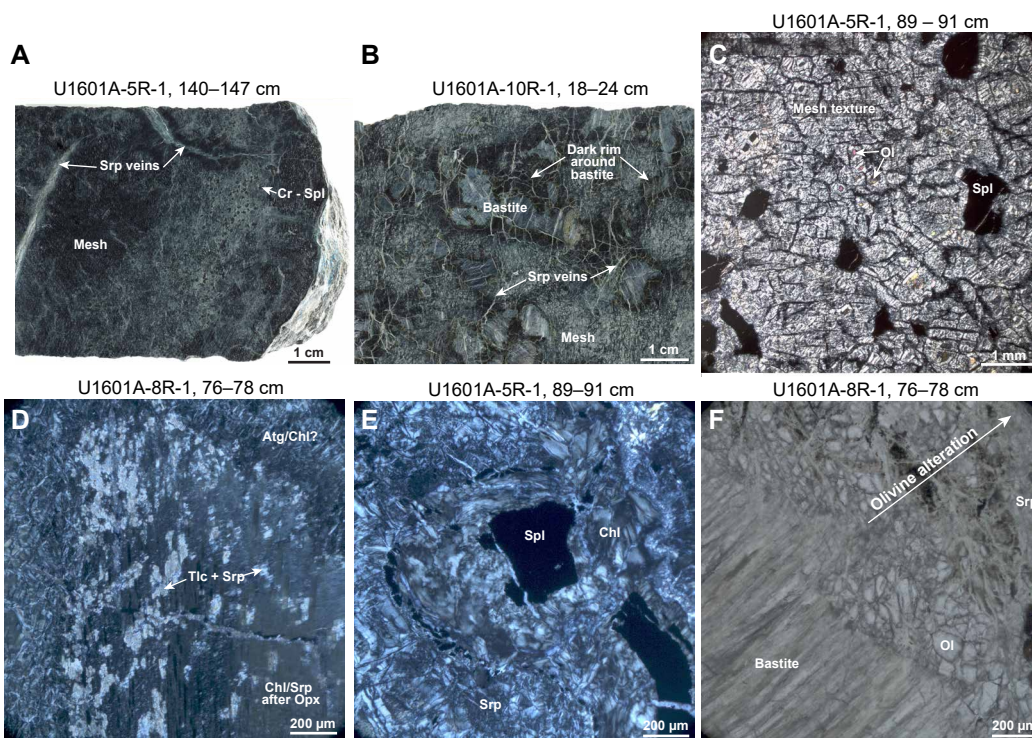 A
U1601A-5R-1, 140–147 cm
Srp veins
Cr - Spl
Mesh
1 cm
B
U1601A-10R-1, 18–24 cm
Dark rim
around
bastite
Bastite
Srp veins
Mesh
1 cm
U1601A-5R-1, 89 – 91 cm
C
Mesh texture
Ol
Spl
1 mm
U1601A-8R-1, 76–78 cm
D
Atg/Chl?
Tlc + Srp
Chl/Srp
after Opx
200 µm
U1601A-5R-1, 89–91 cm
E
Spl
Chl
Srp
200 µm
U1601A-8R-1, 76–78 cm
F
Olivine alteration
Srp
Ol
Bastite
200 µm